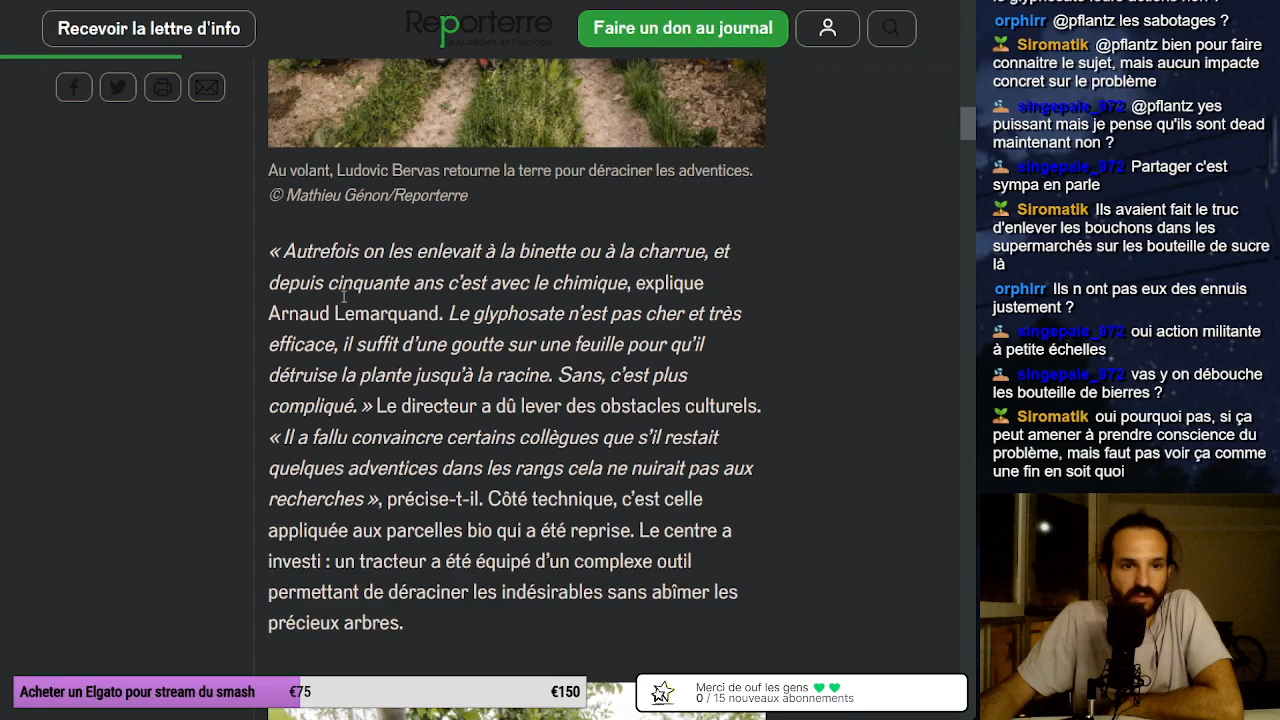 Recevoir la lettre d'info
Reporterre
le quotidien de l'écologie
Faire un don au journal
Au volant, Ludovic Bervas retourne la terre pour déraciner les adventices.
© Mathieu Génon/Reporterre
« Autrefois on les enlevait à la binette ou à la charrue, et
depuis cinquante ans c'est avec le chimique, explique
Arnaud Lemarquand. Le glyphosate n'est pas cher et très
efficace, il suffit d'une goutte sur une feuille pour qu'il
détruise la plante jusqu'à la racine. Sans, c'est plus
compliqué. » Le directeur a dû lever des obstacles culturels.
« Il a fallu convaincre certains collègues que s'il restait
quelques adventices dans les rangs cela ne nuirait pas aux
recherches », précise-t-il. Côté technique, c'est celle
appliquée aux parcelles bio qui a été reprise. Le centre a
investi : un tracteur a été équipé d'un complexe outil
permettant de déraciner les indésirables sans abîmer les
précieux arbres.
Acheter un Elgato pour stream du smash €75 €150
Merci de ouf les gens
0 / 15 nouveaux abonnements
orphirr @pflantz les sabotages ?
Siromatik @pflantz bien pour faire
connaitre le sujet, mais aucun impacte
concret sur le problème
singepale_972 @pflantz yes
puissant mais je pense qu'ils sont dead
maintenant non ?
singepale_972 Partager c'est
sympa en parle
Siromatik Ils avaient fait le truc
d'enlever les bouchons dans les
supermarchés sur les bouteille de sucre
là
orphirr Ils n ont pas eux des ennuis
justement ?
singepale_972 oui action militante
à petite échelles
singepale_972 vas y on débouche
les bouteille de bierres ?
Siromatik oui pourquoi pas, si ça
peut amener à prendre conscience du
problème, mais faut pas voir ça comme
une fin en soit quoi